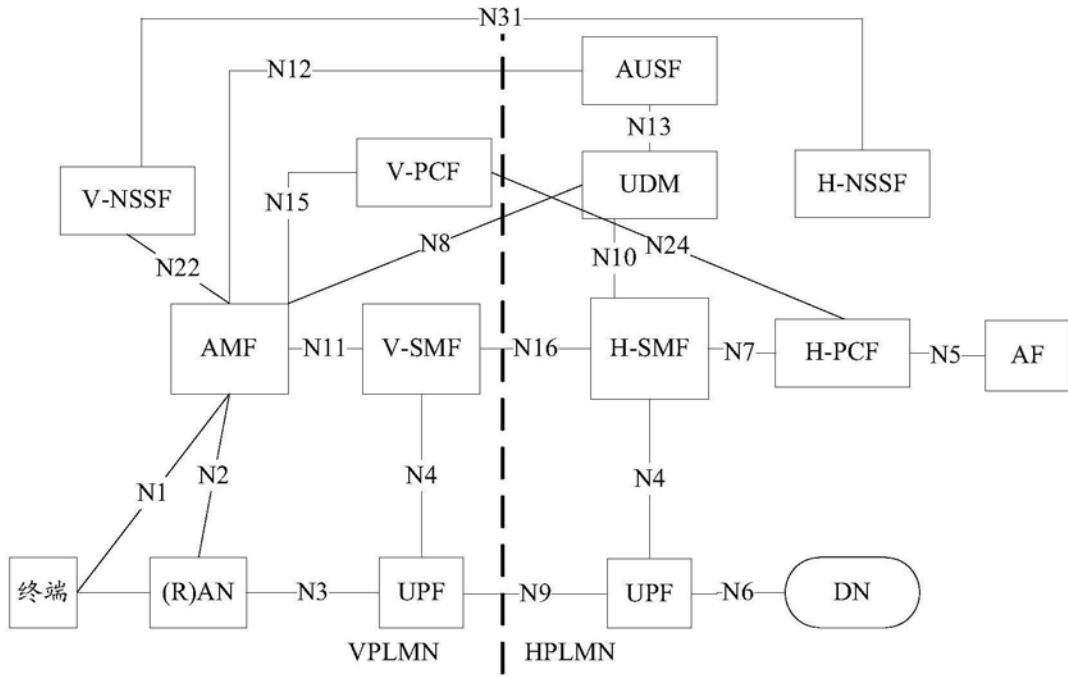 N31
N12
AUSF
N13
V-PCF
UDM
V-NSSF
H-NSSF
N15
N8
N10
N24
N22
AMF
N11
V-SMF
N16
H-SMF
N7
H-PCF
N5
AF
N1
N2
N4
N4
终端
(R)AN
N3
UPF
N9
UPF
N6
DN
VPLMN
HPLMN